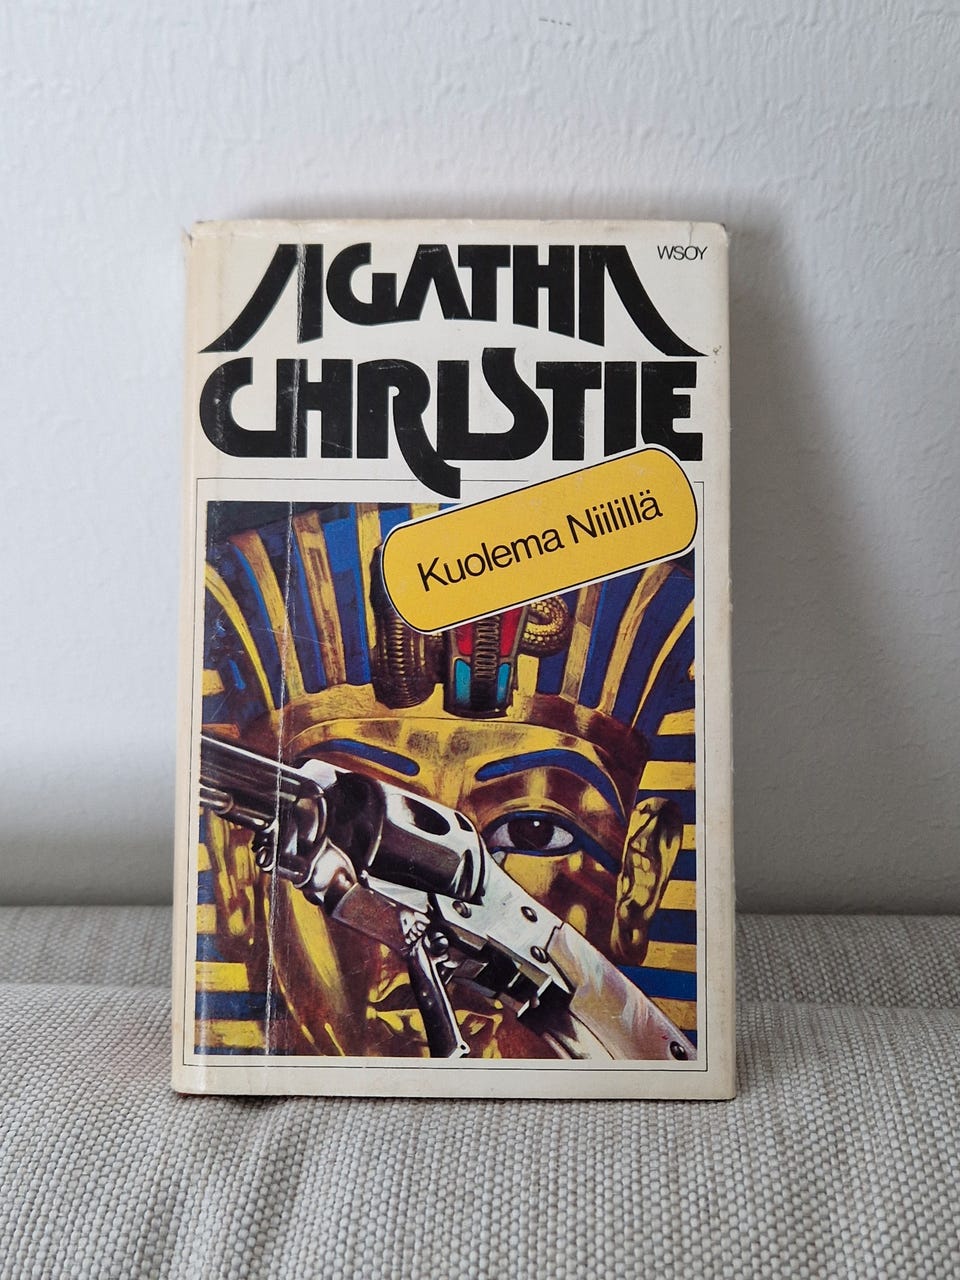 AGATHA
WSOY
CHRISTIE
Kuolema Niilillä